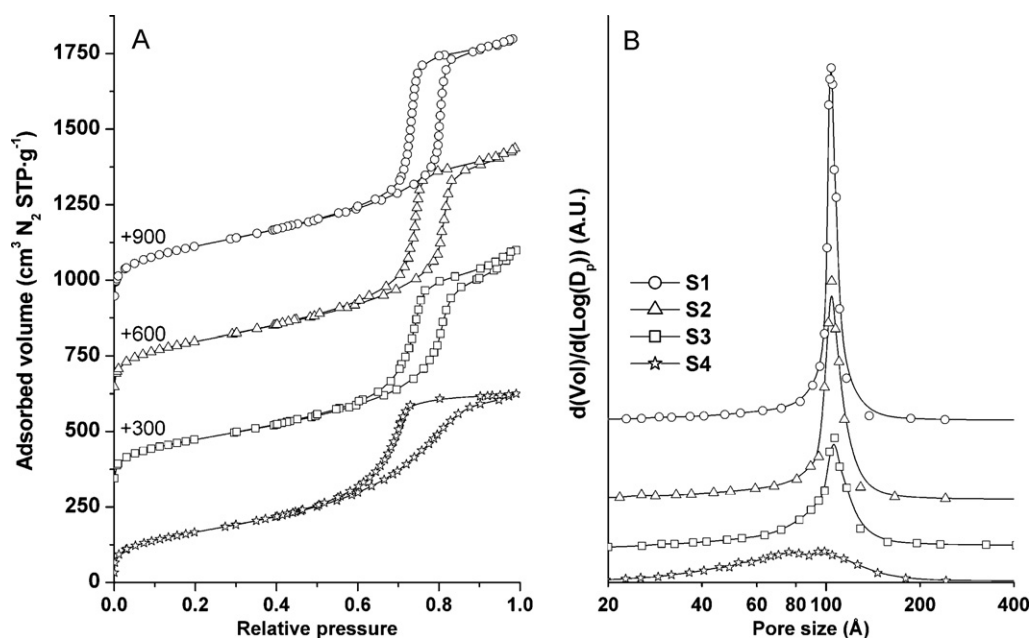 A
1750
1500
1250
1000
750
500
250
0
+900
+600
+300
0.0 0.2 0.4 0.6 0.8 1.0
Relative pressure
Adsorbed volume (cm³ N₂ STP·g⁻¹)
B
S1
S2
S3
S4
20 40 60 80 100 200 400
Pore size (Å)
d(Vol)/d(Log(Dₚ)) (A.U.)